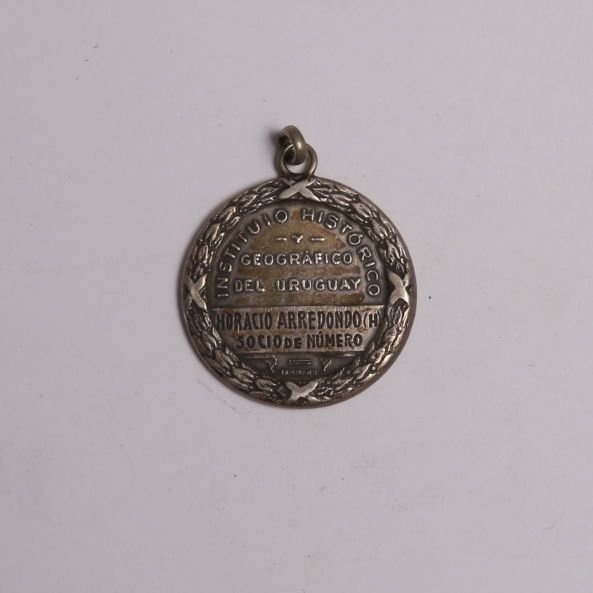 INSTITUTO HISTÓRICO
- Y -
GEOGRÁFICO
DEL URUGUAY
HORACIO ARREDONDO (H)
SOCIO DE NÚMERO